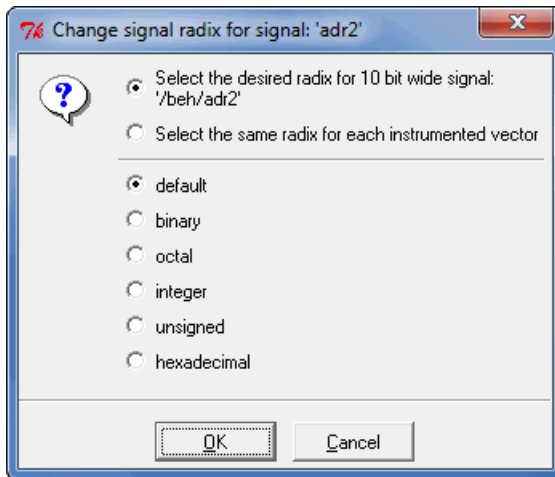 Change signal radix for signal: 'adr2'
Select the desired radix for 10 bit wide signal:
'/beh/adr2'
Select the same radix for each instrumented vector
default
binary
octal
integer
unsigned
hexadecimal
OK
Cancel